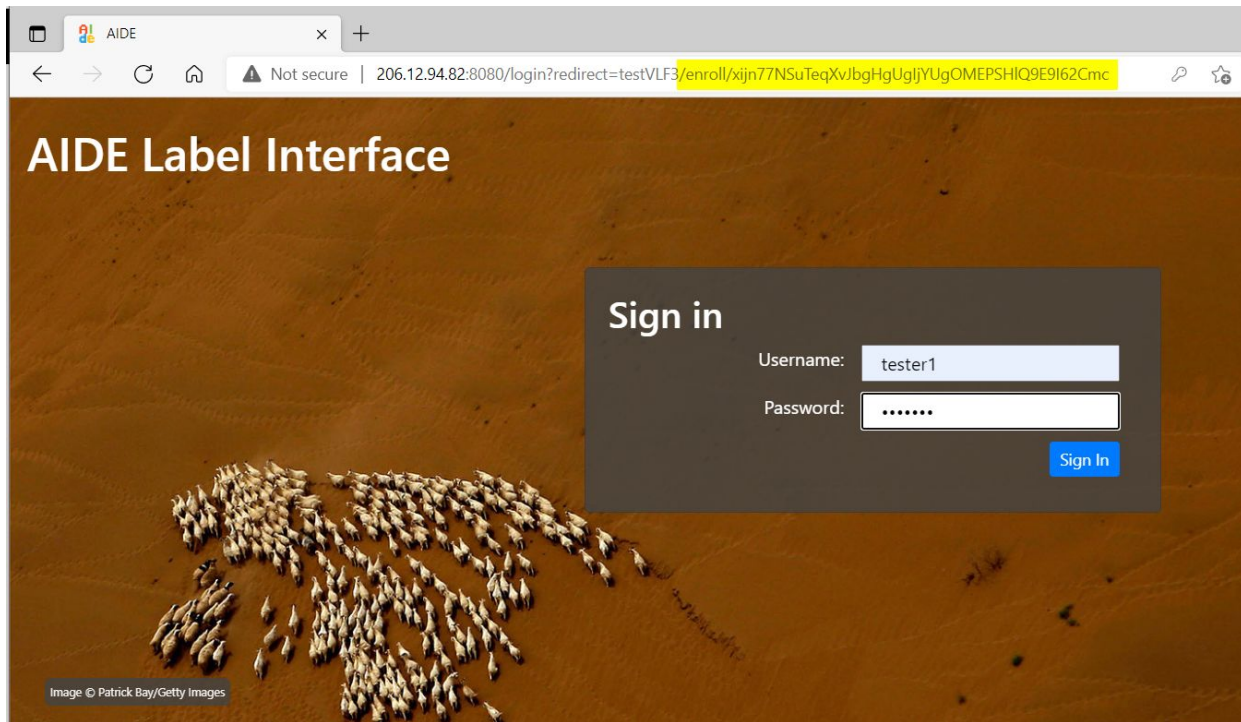 AIDE
Not secure | 206.12.94.82:8080/login?redirect=testVLF3/enroll/xijn77NSuTeqXvJbgHgUgIjYUgOMEPSHlQ9E9I62Cmc
AIDE Label Interface
Sign in
Username: tester1
Password: •••••••
Sign In
Image © Patrick Bay/Getty Images